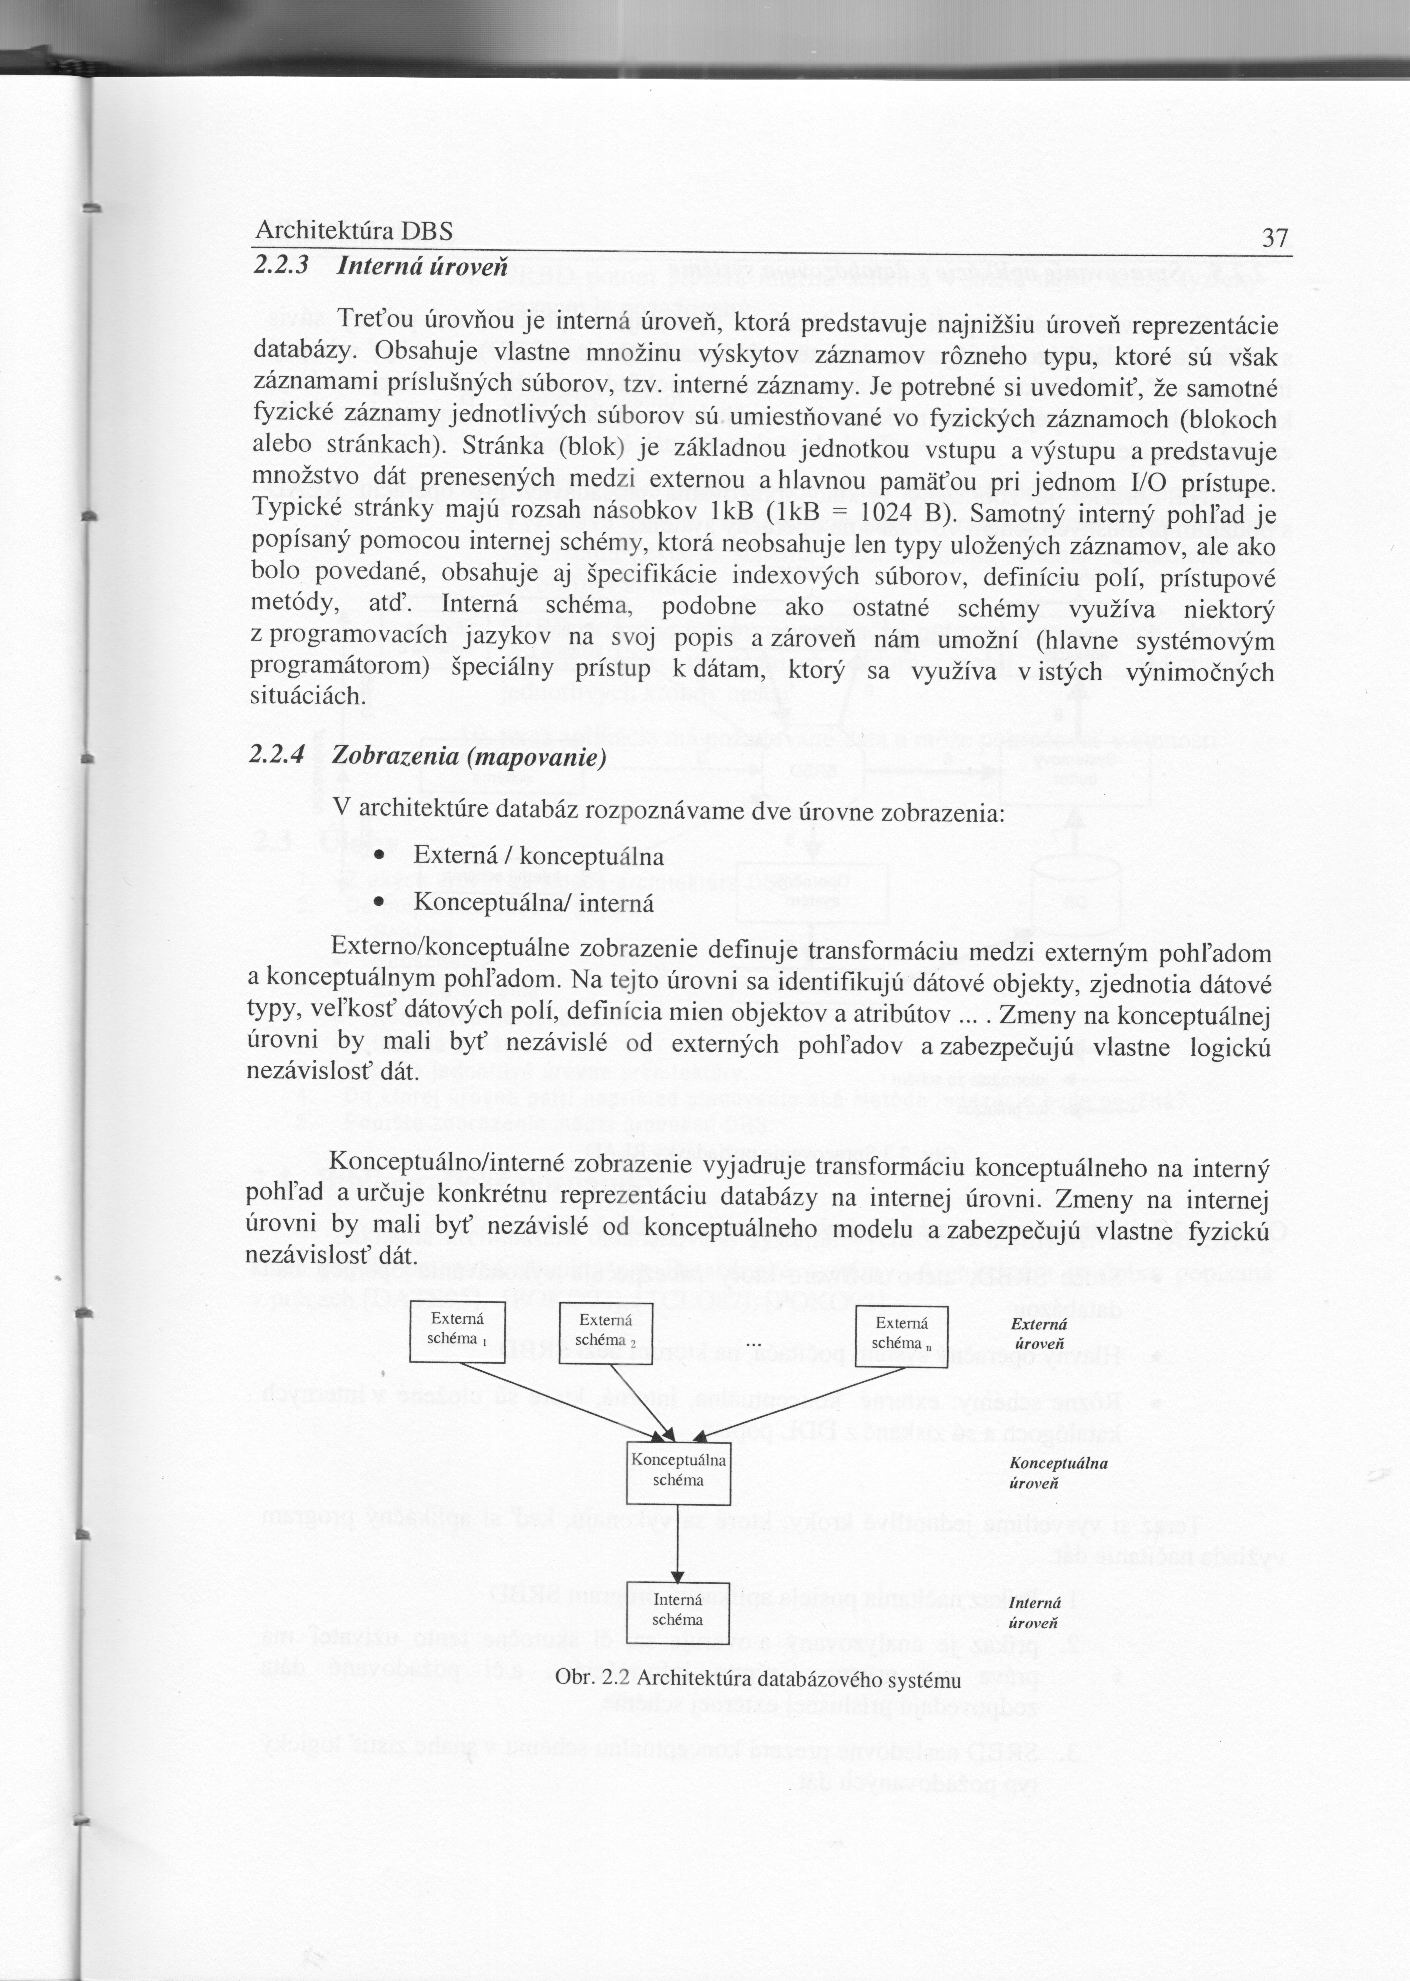 Architektúra DBS 37
2.2.3 Interná úroveň
Treťou úrovňou je interná úroveň, ktorá predstavuje najnižšiu úroveň reprezentácie
databázy. Obsahuje vlastne množinu výskytov záznamov rôzneho typu, ktoré sú však
záznamami príslušných súborov, tzv. interné záznamy. Je potrebné si uvedomiť, že samotné
fyzické záznamy jednotlivých súborov sú umiestňované vo fyzických záznamoch (blokoch
alebo stránkach). Stránka (blok) je základnou jednotkou vstupu a výstupu a predstavuje
množstvo dát prenesených medzi externou a hlavnou pamäťou pri jednom I/O prístupe.
Typické stránky majú rozsah násobkov 1kB (1kB = 1024 B). Samotný interný pohľad je
popísaný pomocou internej schémy, ktorá neobsahuje len typy uložených záznamov, ale ako
bolo povedané, obsahuje aj špecifikácie indexových súborov, definíciu polí, prístupové
metódy, atď. Interná schéma, podobne ako ostatné schémy využíva niektorý
z programovacích jazykov na svoj popis a zároveň nám umožní (hlavne systémovým
programátorom) špeciálny prístup k dátam, ktorý sa využíva v istých výnimočných
situáciách.
2.2.4 Zobrazenia (mapovanie)
V architektúre databáz rozpoznávame dve úrovne zobrazenia:
• Externá / konceptuálna
• Konceptuálna/ interná
Externo/konceptuálne zobrazenie definuje transformáciu medzi externým pohľadom
a konceptuálnym pohľadom. Na tejto úrovni sa identifikujú dátové objekty, zjednotia dátové
typy, veľkosť dátových polí, definícia mien objektov a atribútov ... . Zmeny na konceptuálnej
úrovni by mali byť nezávislé od externých pohľadov a zabezpečujú vlastne logickú
nezávislosť dát.
Konceptuálno/interné zobrazenie vyjadruje transformáciu konceptuálneho na interný
pohľad a určuje konkrétnu reprezentáciu databázy na internej úrovni. Zmeny na internej
úrovni by mali byť nezávislé od konceptuálneho modelu a zabezpečujú vlastne fyzickú
nezávislosť dát.
Externá
schéma 1
Externá
schéma 2
...
Externá
schéma n
Externá
úroveň
Konceptuálna
schéma
Konceptuálna
úroveň
Interná
schéma
Interná
úroveň
Obr. 2.2 Architektúra databázového systému